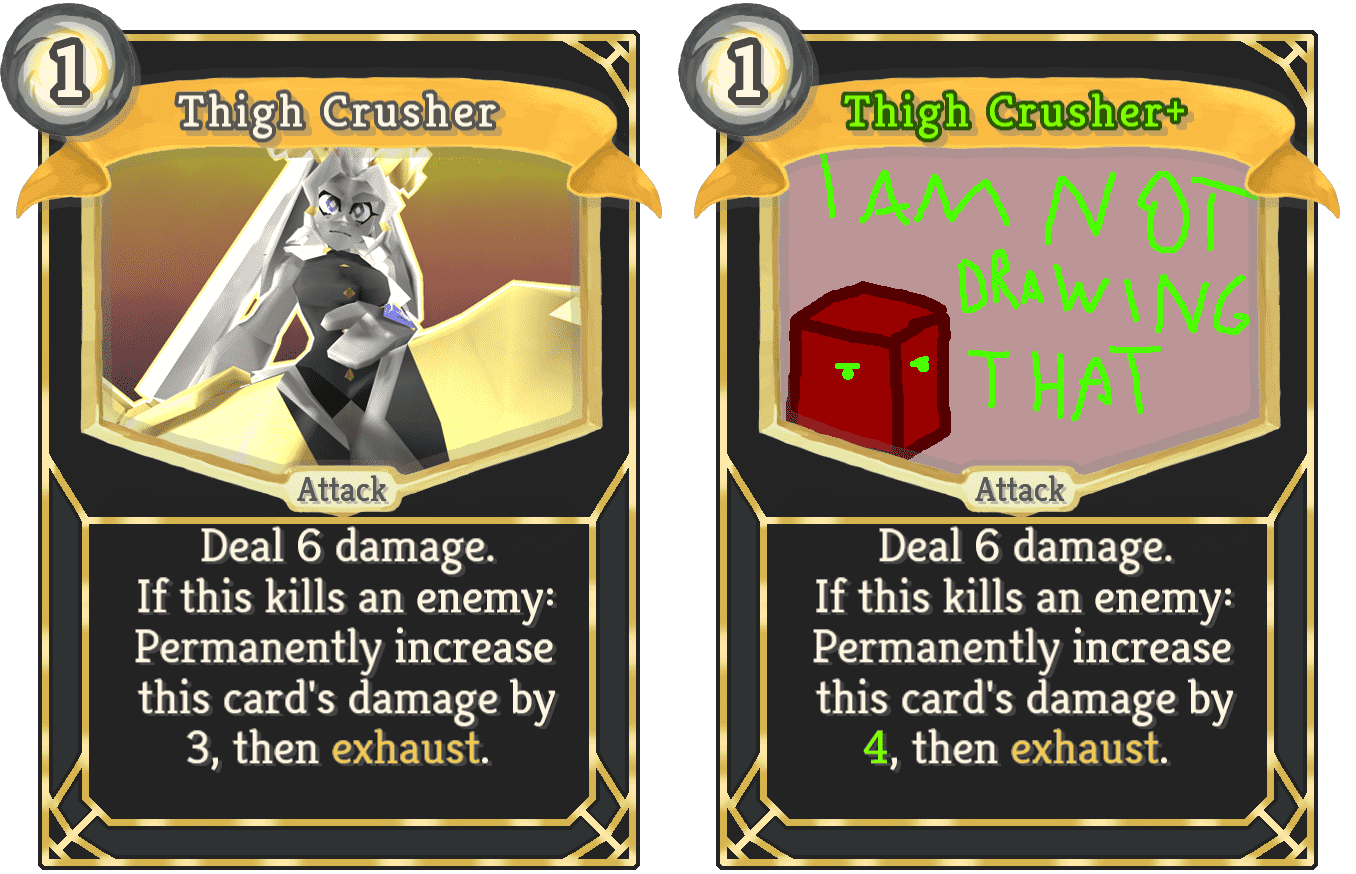 1
Thigh Crusher
Attack
Deal 6 damage.
If this kills an enemy:
Permanently increase
this card's damage by
3, then exhaust.
1
Thigh Crusher+
I AM NOT
DRAWING
THAT
Attack
Deal 6 damage.
If this kills an enemy:
Permanently increase
this card's damage by
4, then exhaust.